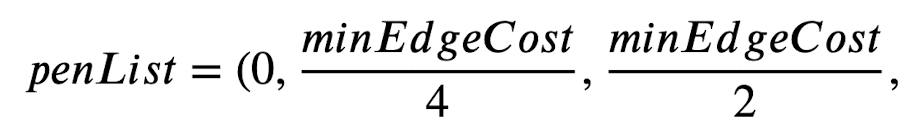 penList = (0, minEdgeCost/4, minEdgeCost/2,